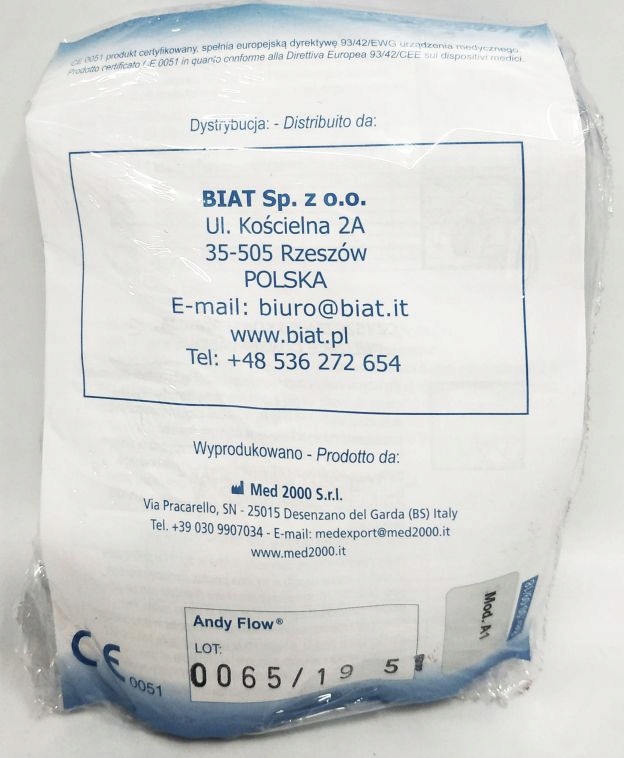 CE 0051 produkt certyfikowany, spełnia europejską dyrektywę 93/42/EWG urządzenia medycznego.
Prodotto certificato CE 0051 in quanto conforme alla Direttiva Europea 93/42/CEE sui dispositivi medici.
Dystrybucja: - Distribuito da:
BIAT Sp. z o.o.
Ul. Kościelna 2A
35-505 Rzeszów
POLSKA
E-mail: biuro@biat.it
www.biat.pl
Tel: +48 536 272 654
Wyprodukowano - Prodotto da:
Med 2000 S.r.l.
Via Pracarello, SN - 25015 Desenzano del Garda (BS) Italy
Tel. +39 030 9907034 - E-mail: medexport@med2000.it
www.med2000.it
Andy Flow®
LOT:
0065/19 5
CE 0051
Mod. A1